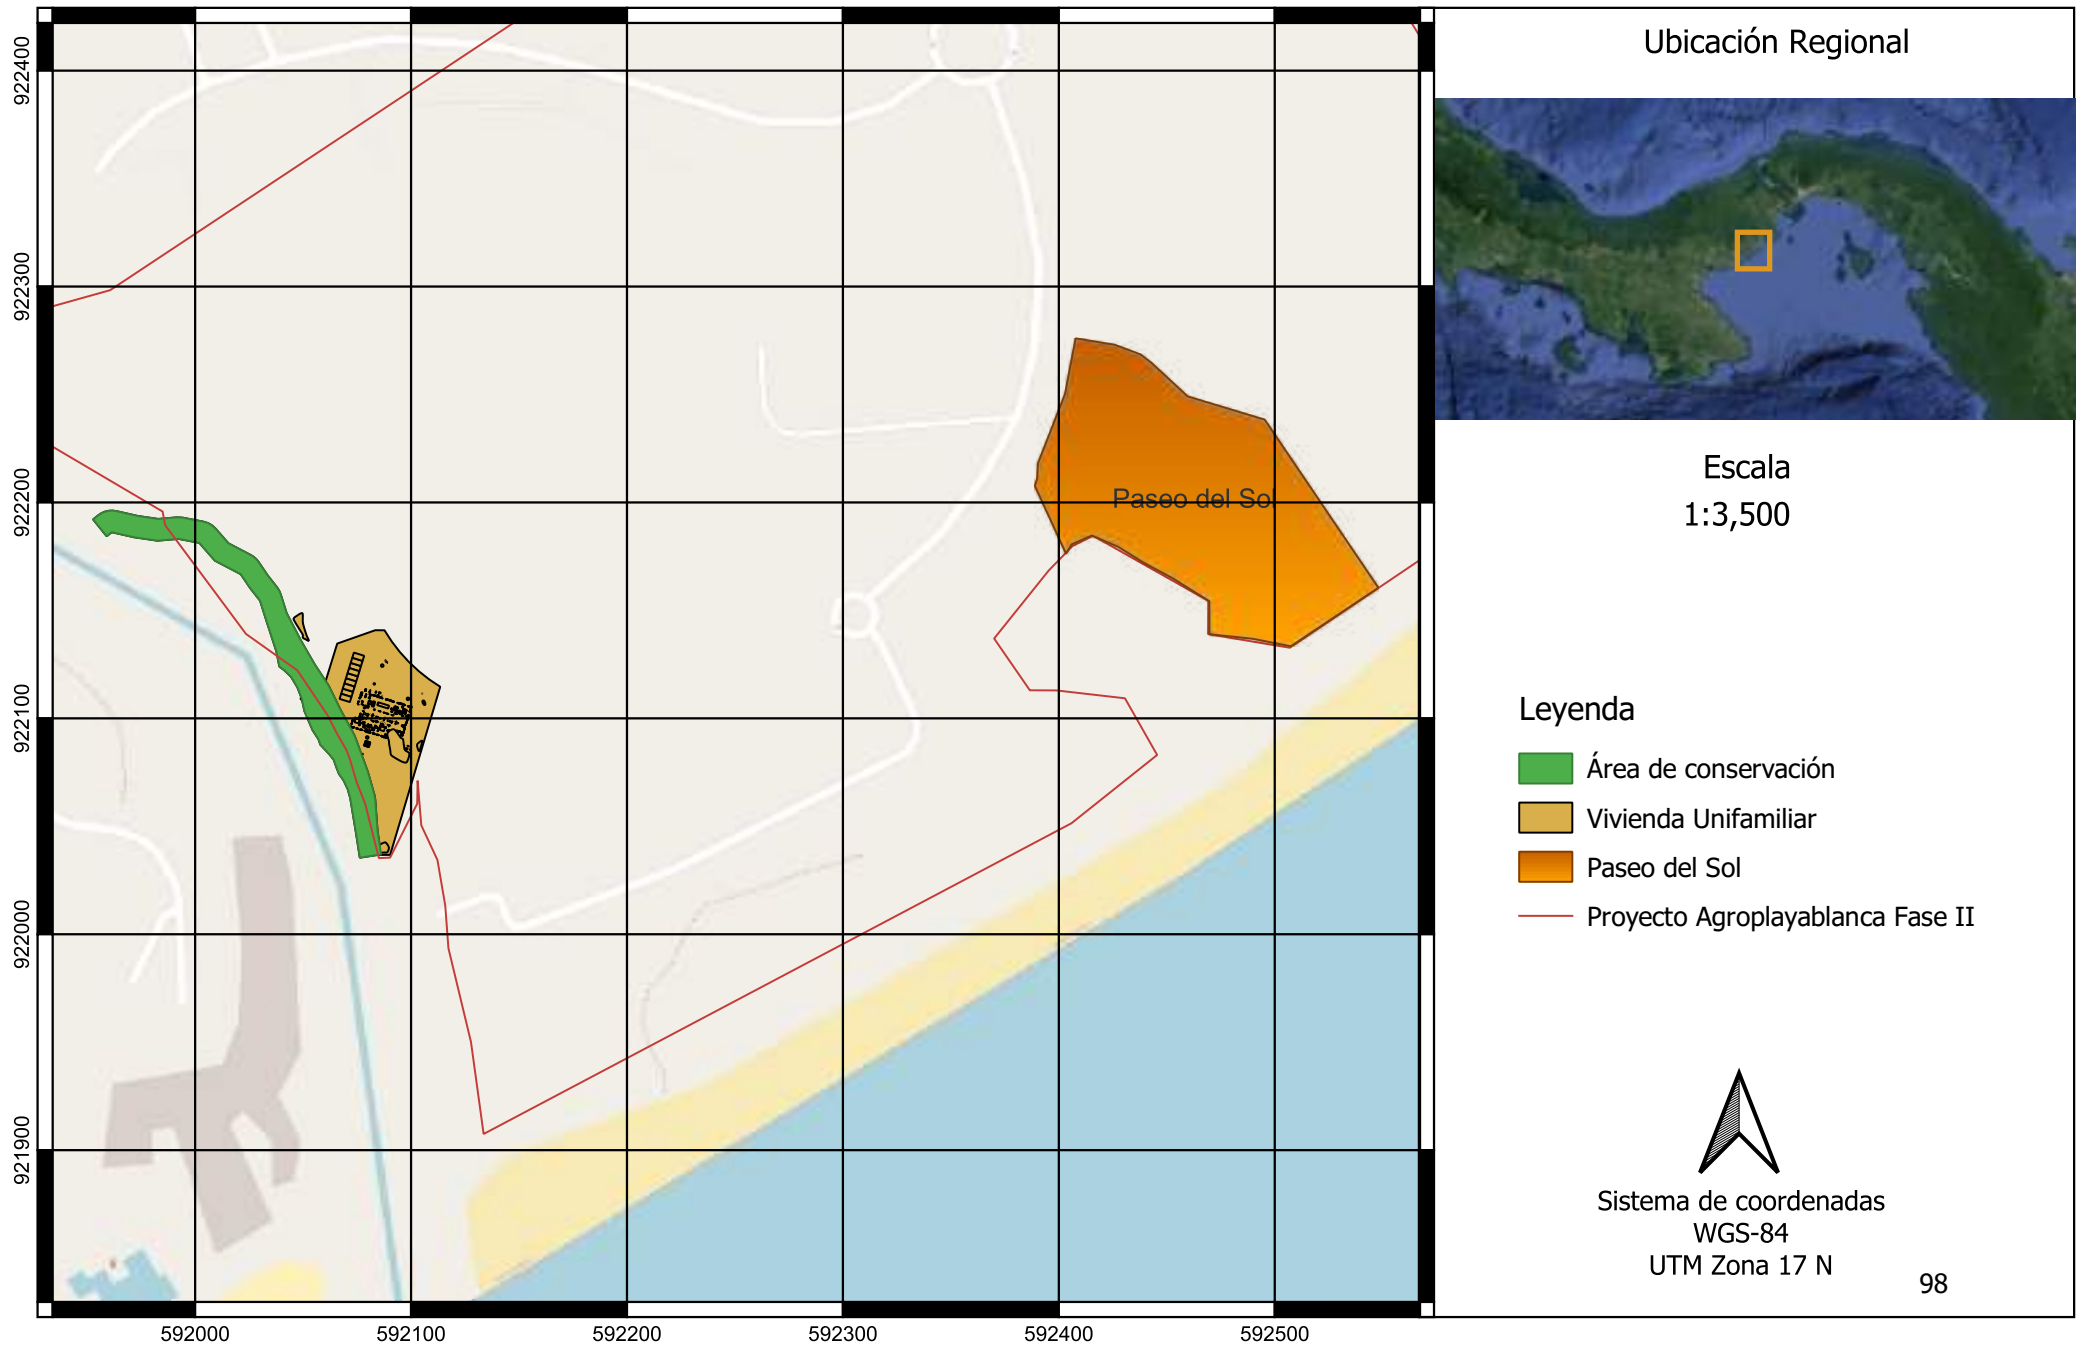 Ubicación Regional
922400
922300
922200
922100
922000
921900
592000
592100
592200
592300
592400
592500
Paseo del Sol
Escala
1:3,500
Leyenda
Área de conservación
Vivienda Unifamiliar
Paseo del Sol
Proyecto Agroplayablanca Fase II
Sistema de coordenadas
WGS-84
UTM Zona 17 N
98